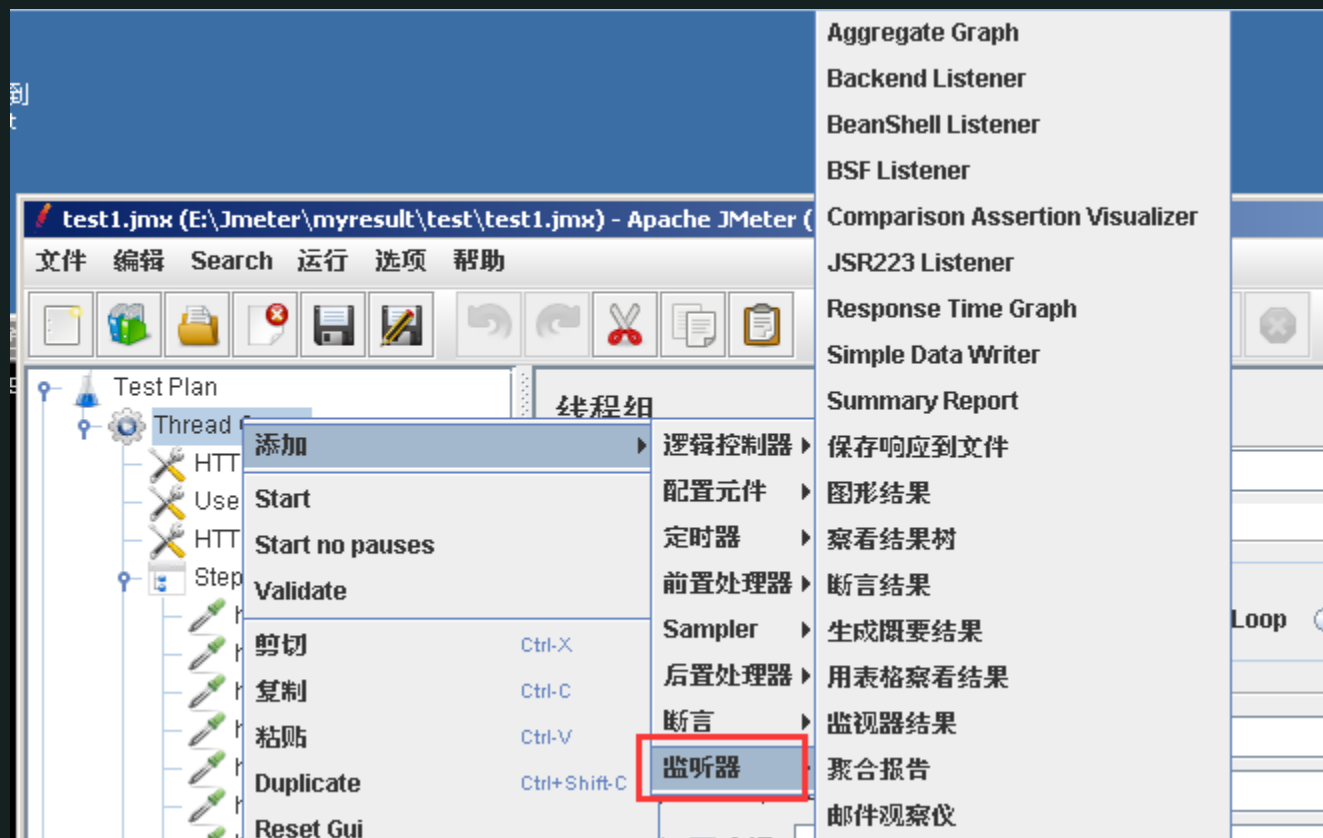 Aggregate Graph
Backend Listener
到
BeanShell Listener
BSF Listener
test1.jmx (E:\Jmeter\myresult\test\test1.jmx) - Apache JMeter (
Comparison Assertion Visualizer
文件 编辑 Search 运行 选项 帮助
JSR223 Listener
Response Time Graph
Simple Data Writer
Test Plan
线程组
Summary Report
Thread
添加
逻辑控制器
保存响应到文件
HTT
Start
配置元件
图形结果
Use
Start no pauses
定时器
察看结果树
HTT
Validate
前置处理器
断言结果
Step
剪切 Ctrl-X
Sampler
生成概要结果
Loop
复制 Ctrl-C
后置处理器
用表格察看结果
粘贴 Ctrl-V
断言
监视器结果
Duplicate Ctrl+Shift-C
监听器
聚合报告
Reset Gui
邮件观察仪